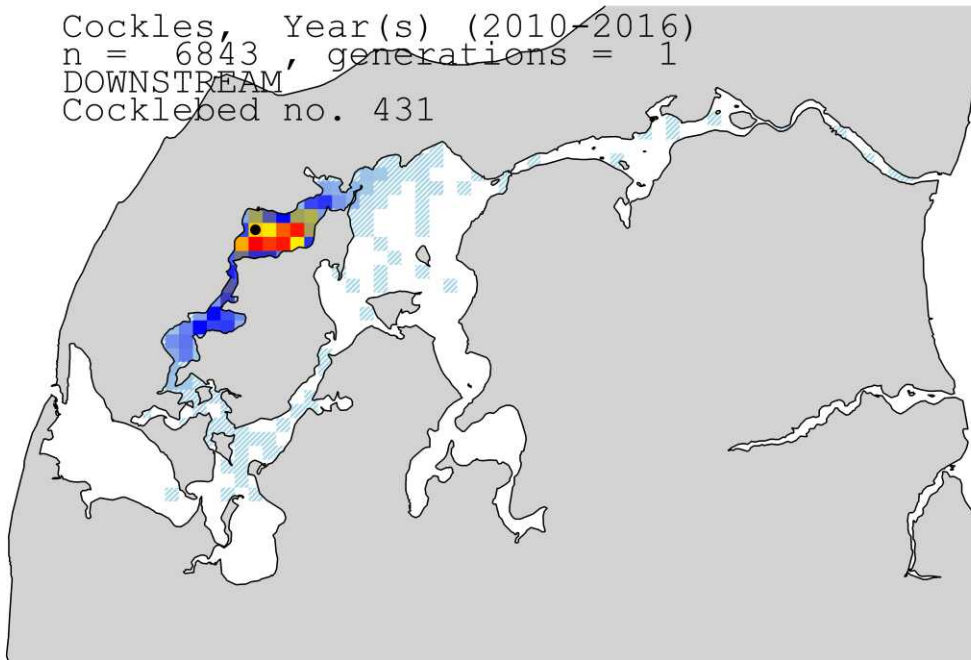 Cockles, Year(s) (2010-2016)
n = 6843 , generations = 1
DOWNSTREAM
Cocklebed no. 431